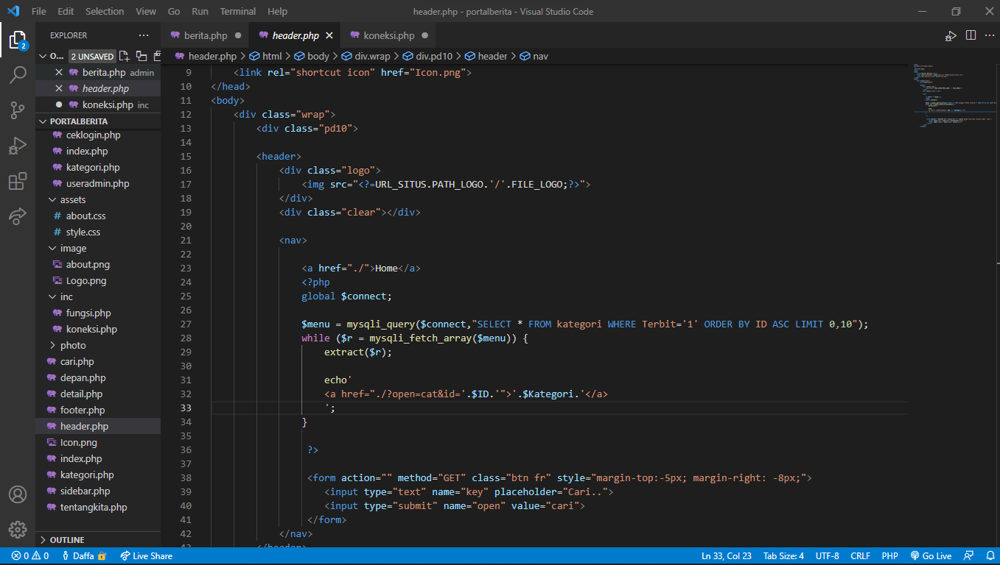 File Edit Selection View Go Run Terminal Help header.php - portalberita - Visual Studio Code
EXPLORER ...
berita.php header.php koneksi.php
O... 2 UNSAVED
header.php > html > body > div.wrap > div.pd10 > header > nav
berita.php admin
header.php
koneksi.php inc
PORTALBERITA
ceklogin.php
index.php
kategori.php
useradmin.php
assets
# about.css
# style.css
image
about.png
Logo.png
inc
fungsi.php
koneksi.php
photo
cari.php
depan.php
detail.php
footer.php
header.php
Icon.png
index.php
kategori.php
sidebar.php
tentangkita.php
OUTLINE
2
9 <link rel="shortcut icon" href="Icon.png">
10 </head>
11 <body>
12 <div class="wrap">
13 <div class="pd10">
14
15 <header>
16 <div class="logo">
17 <img src="<?=URL_SITUS.PATH_LOGO.'/'.FILE_LOGO;?>">
18 </div>
19 <div class="clear"></div>
20
21 <nav>
22
23 <a href="./">Home</a>
24 <?php
25 global $connect;
26
27 $menu = mysqli_query($connect,"SELECT * FROM kategori WHERE Terbit='1' ORDER BY ID ASC LIMIT 0,10");
28 while ($r = mysqli_fetch_array($menu)) {
29 extract($r);
30
31 echo'
32 <a href="./?open=cat&id='.$ID.'">'.$Kategori.'</a>
33 ';
34 }
35
36 ?>
37
38 <form action="" method="GET" class="btn fr" style="margin-top:-5px; margin-right: -8px;">
39 <input type="text" name="key" placeholder="Cari..">
40 <input type="submit" name="open" value="cari">
41 </form>
42 </nav>
43 </header>
0 0 Daffa Live Share Ln 33, Col 23 Tab Size: 4 UTF-8 CRLF PHP Go Live